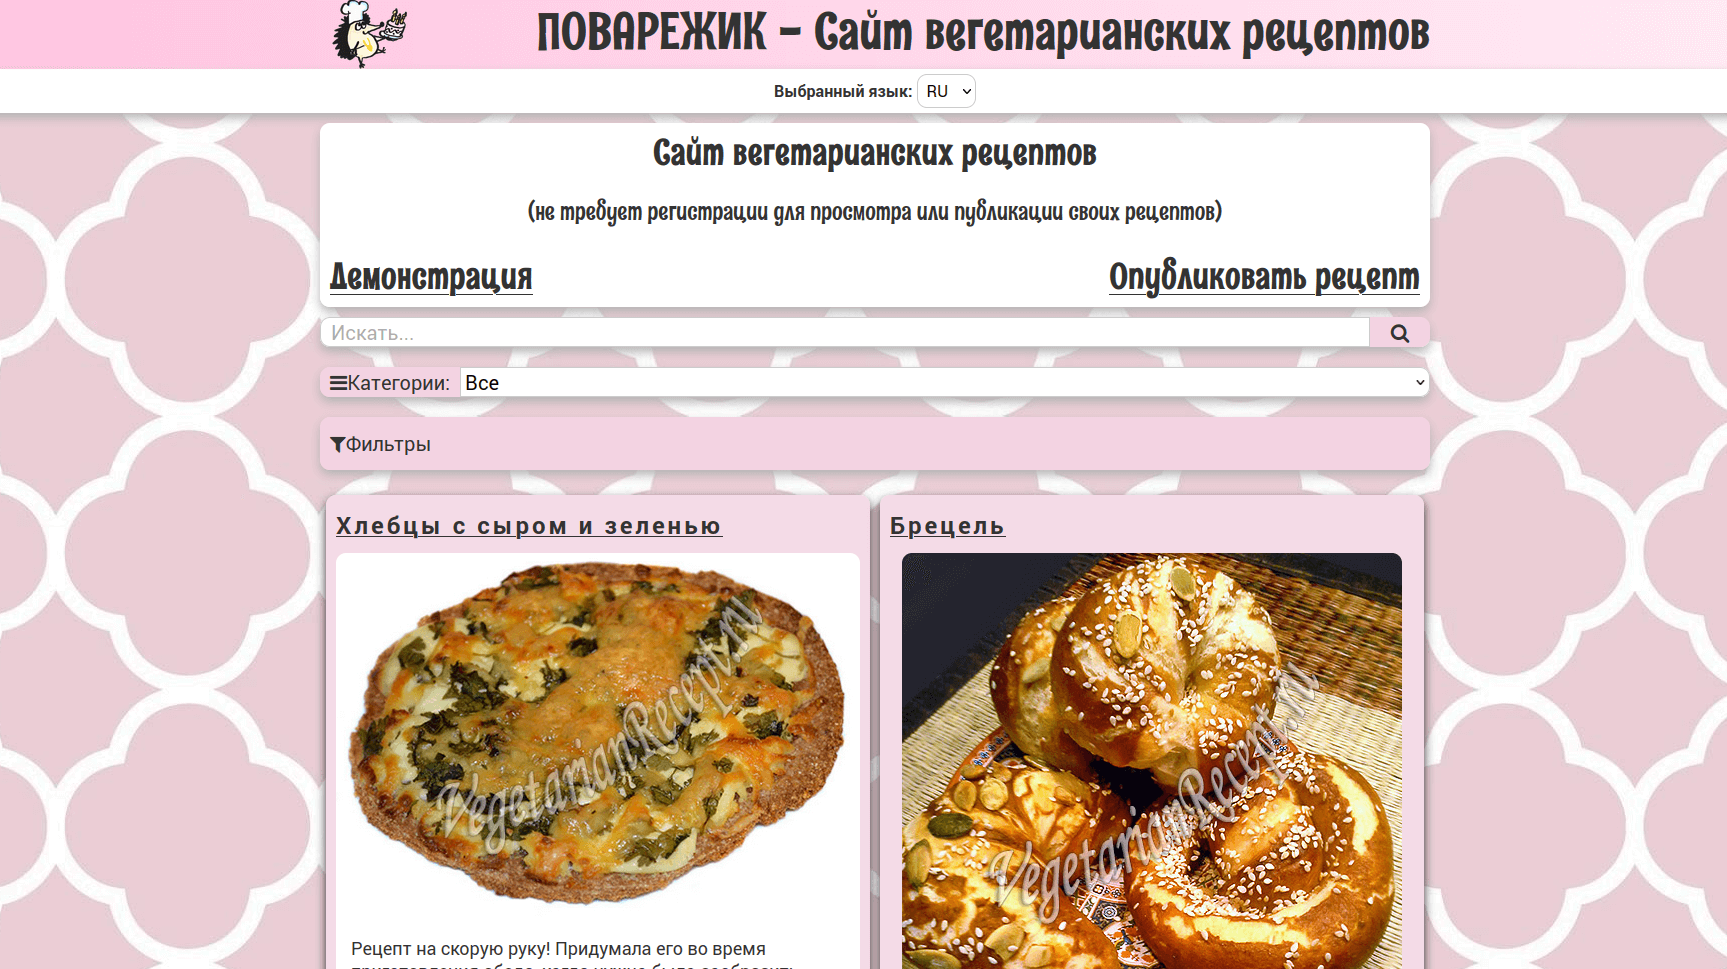 ПОВАРЕЖИК – Сайт вегетарианских рецептов
Выбранный язык: RU
Сайт вегетарианских рецептов
(не требует регистрации для просмотра или публикации своих рецептов)
Демонстрация
Опубликовать рецепт
Искать...
Категории: Все
Фильтры
Хлебцы с сыром и зеленью
Брецель
VegetarianRecept.ru
VegetarianRecept.ru
Рецепт на скорую руку! Придумала его во время